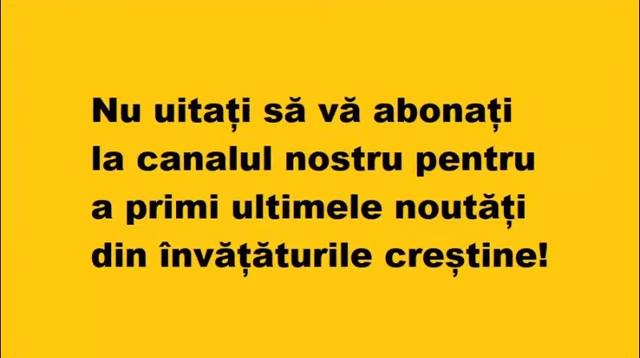 Nu uitați să vă abonați
la canalul nostru pentru
a primi ultimele noutăți
din învățăturile creștine!